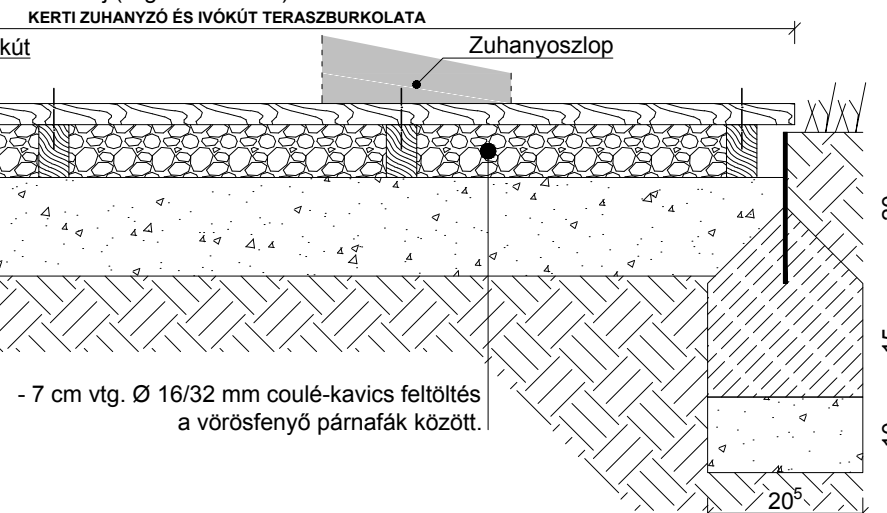 KERTI ZUHANYZÓ ÉS IVÓKÚT TERASZBURKOLATA
kút
Zuhanyoszlop
- 7 cm vtg. Ø 16/32 mm coulé-kavics feltöltés
a vörösfenyő párnafák között.
20⁵